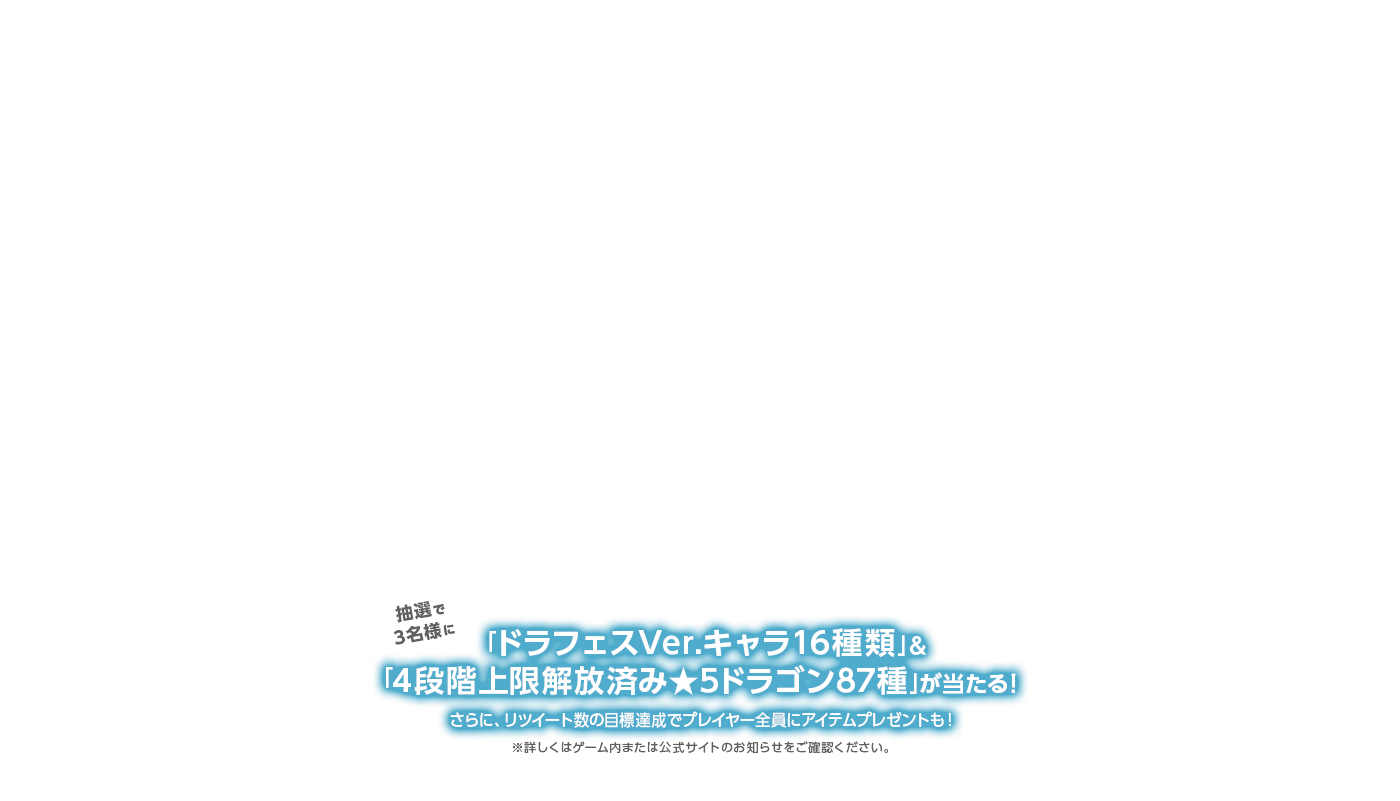 抽選で
3名様に
「ドラフェスVer.キャラ16種類」&
「4段階上限解放済み★5ドラゴン87種」が当たる!
さらに、リツイート数の目標達成でプレイヤー全員にアイテムプレゼントも!
※詳しくはゲーム内または公式サイトのお知らせをご確認ください。